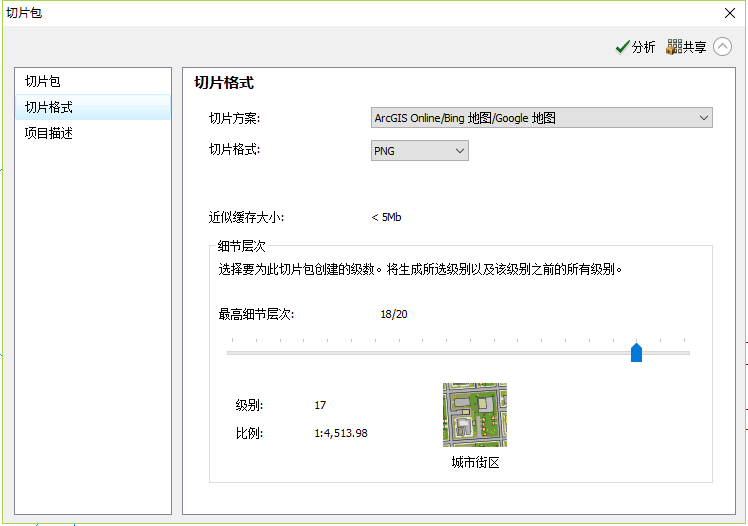 切片包
分析 共享
切片包
切片格式
项目描述
切片格式
切片方案: ArcGIS Online/Bing 地图/Google 地图
切片格式: PNG
近似缓存大小: < 5Mb
细节层次
选择要为此切片包创建的级数。将生成所选级别以及该级别之前的所有级别。
最高细节层次: 18/20
级别: 17
比例: 1:4,513.98
城市街区